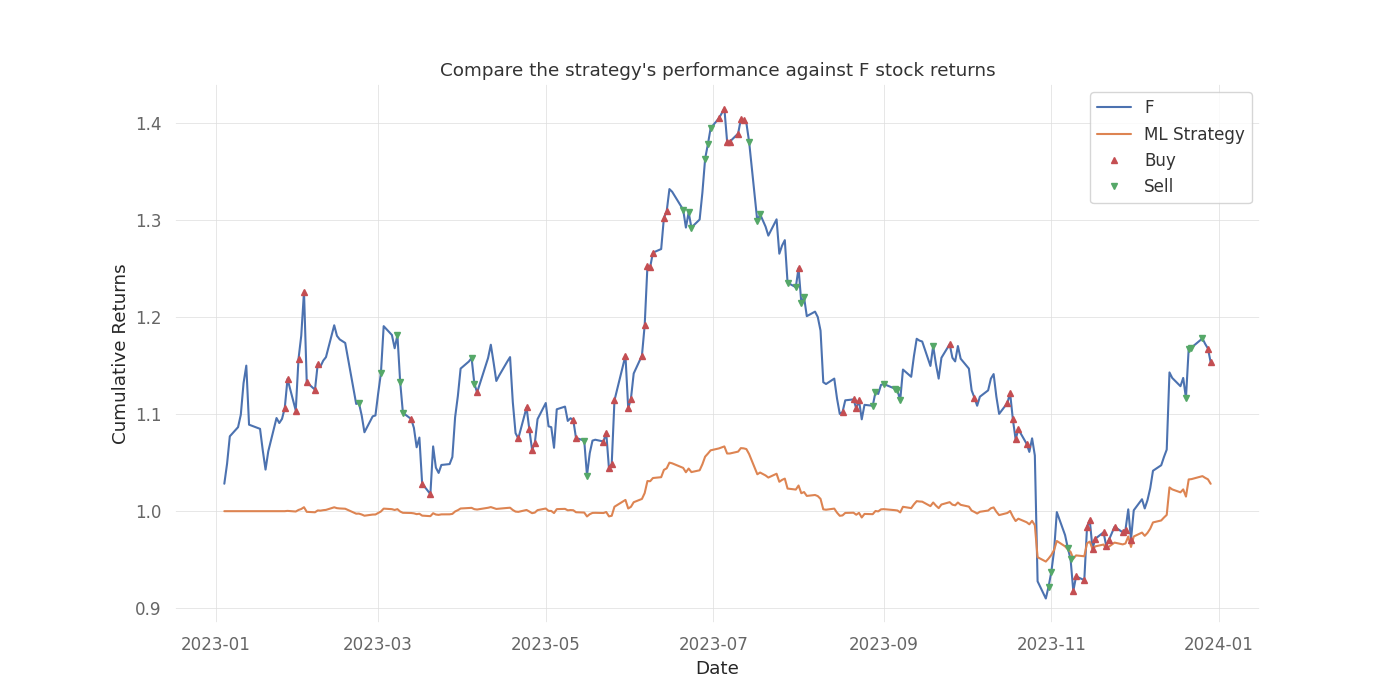 Compare the strategy's performance against F stock returns
F
ML Strategy
Buy
Sell
Cumulative Returns
1.4
1.3
1.2
1.1
1.0
0.9
2023-01
2023-03
2023-05
2023-07
2023-09
2023-11
2024-01
Date